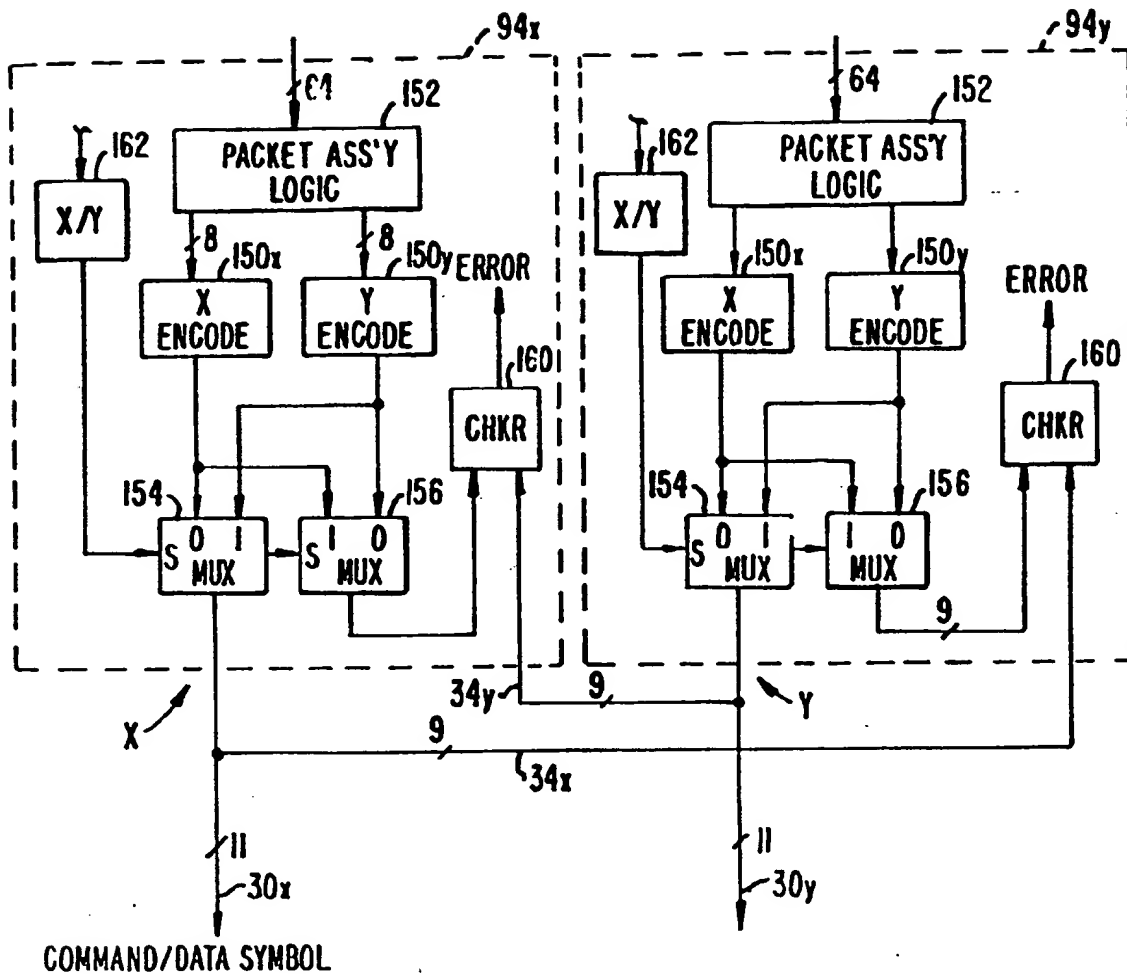 94x
94y
64
152
162
PACKET ASS'Y
LOGIC
X/Y
8
8
150x
150y
X
ENCODE
Y
ENCODE
ERROR
160
CHKR
154
156
S
0
1
MUX
S
1
0
MUX
64
152
162
PACKET ASS'Y
LOGIC
X/Y
150x
150y
X
ENCODE
Y
ENCODE
ERROR
160
CHKR
154
156
S
0
1
MUX
1
0
MUX
9
X
34y
9
Y
9
34x
11
30x
11
30y
COMMAND/DATA SYMBOL